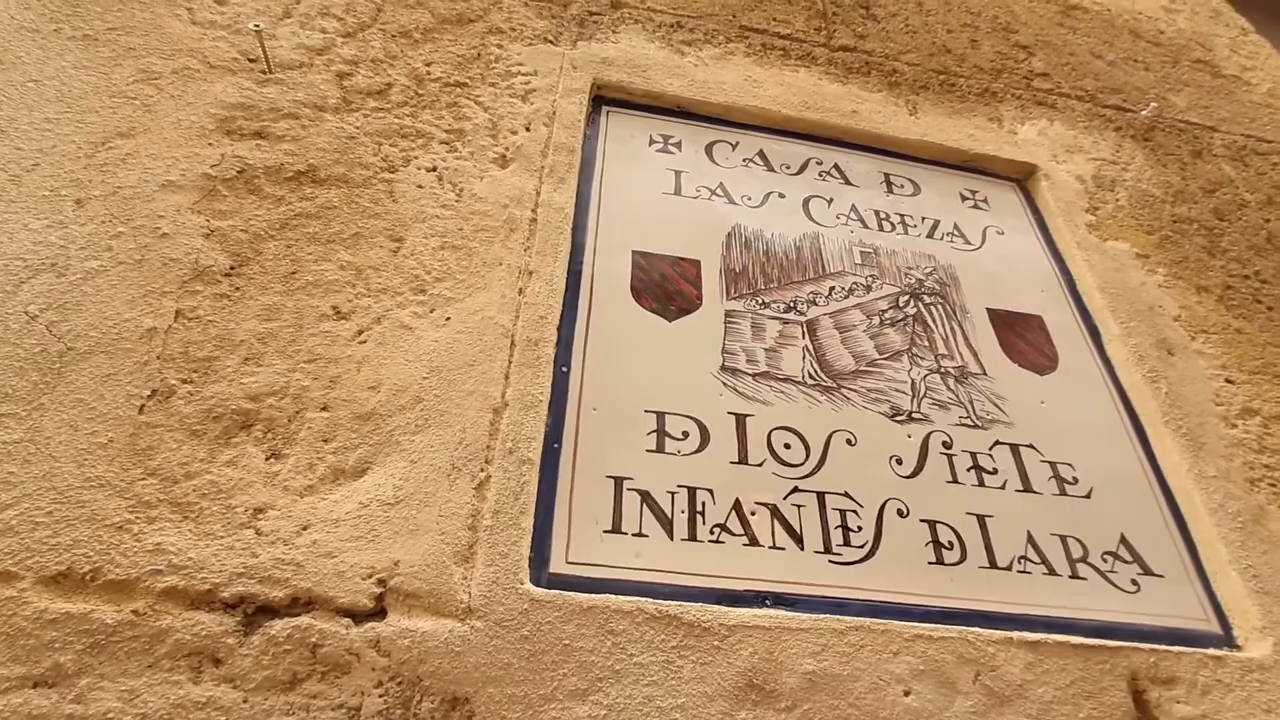 CASA Đ
LAS CABEZAS
Đ LOS SIETE
INFANTES Đ LARA